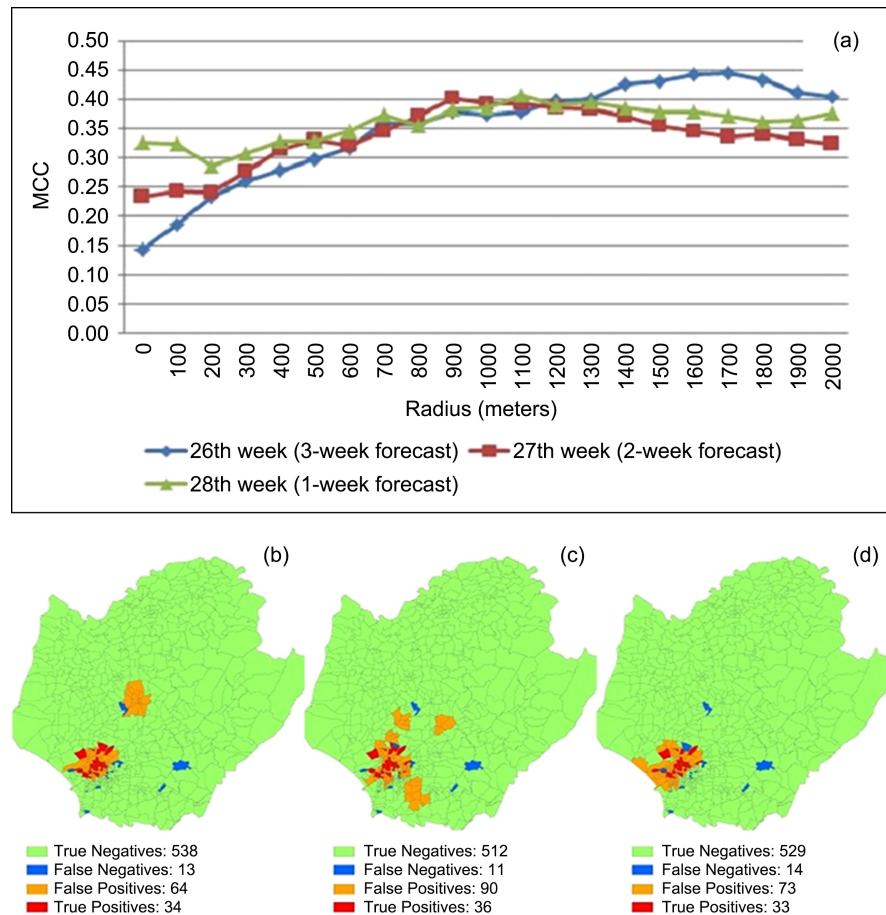 (a)
0.50
0.45
0.40
0.35
0.30
0.25
0.20
0.15
0.10
0.05
0.00
MCC
0 100 200 300 400 500 600 700 800 900 1000 1100 1200 1300 1400 1500 1600 1700 1800 1900 2000
Radius (meters)
26th week (3-week forecast) 27th week (2-week forecast)
28th week (1-week forecast)
(b)
True Negatives: 538
False Negatives: 13
False Positives: 64
True Positives: 34
(c)
True Negatives: 512
False Negatives: 11
False Positives: 90
True Positives: 36
(d)
True Negatives: 529
False Negatives: 14
False Positives: 73
True Positives: 33